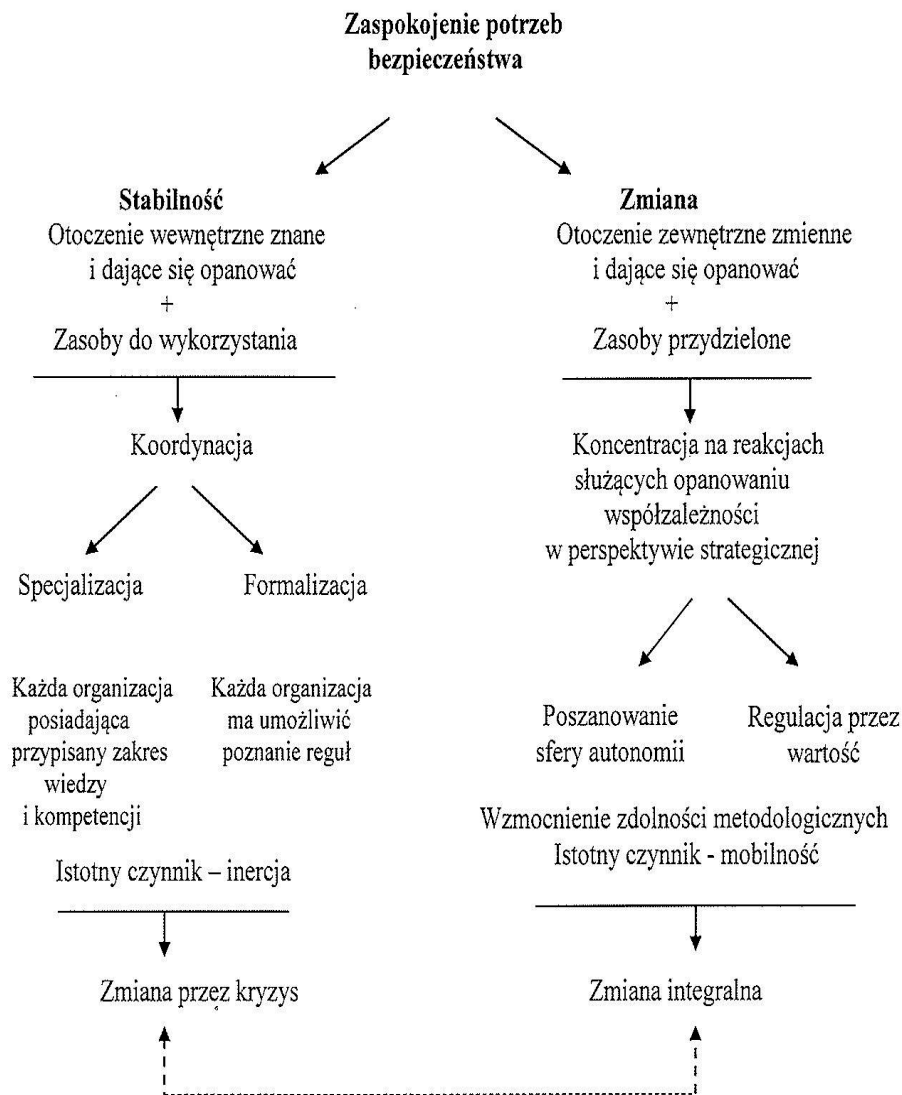 Zaspokojenie potrzeb
bezpieczeństwa
Stabilność
Otoczenie wewnętrzne znane
i dające się opanować
+
Zasoby do wykorzystania
Koordynacja
Specjalizacja
Formalizacja
Każda organizacja
posiadająca
przypisany zakres
wiedzy
i kompetencji
Każda organizacja
ma umożliwić
poznanie reguł
Istotny czynnik – inercja
Zmiana przez kryzys
Zmiana
Otoczenie zewnętrzne zmienne
i dające się opanować
+
Zasoby przydzielone
Koncentracja na reakcjach
służących opanowaniu
współzależności
w perspektywie strategicznej
Poszanowanie
sfery autonomii
Regulacja przez
wartość
Wzmocnienie zdolności metodologicznych
Istotny czynnik - mobilność
Zmiana integralna